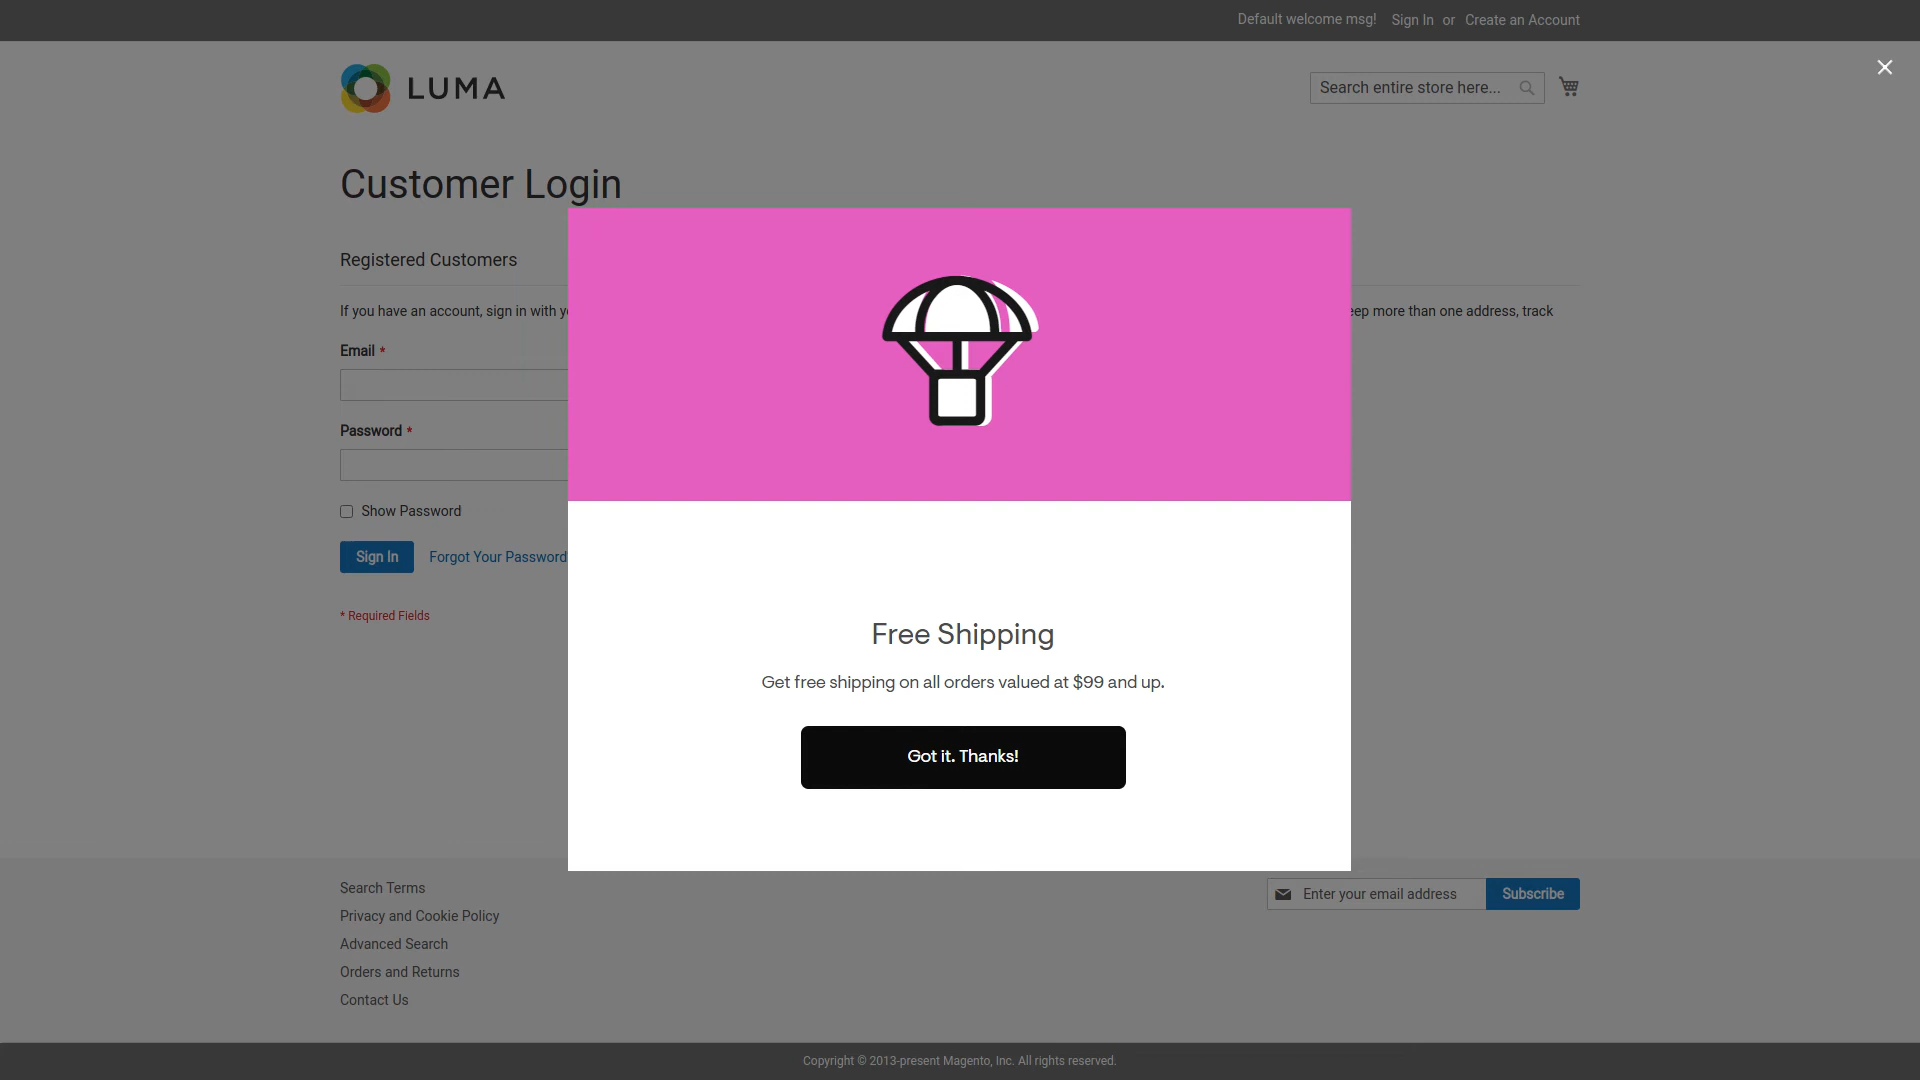 Default welcome msg! Sign In or Create an Account
LUMA
Search entire store here...
Customer Login
Registered Customers
If you have an account, sign in with
eep more than one address, track
Email *
Password *
Show Password
Sign In
Forgot Your Password
* Required Fields
Free Shipping
Get free shipping on all orders valued at $99 and up.
Got it. Thanks!
Search Terms
Privacy and Cookie Policy
Advanced Search
Orders and Returns
Contact Us
Enter your email address
Subscribe
Copyright © 2013-present Magento, Inc. All rights reserved.